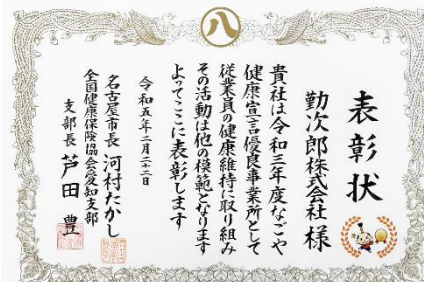 八
表彰状
勤次郎株式会社 様
貴社は令和三年度なごや
健康宣言優良事業所として
従業員の健康維持に取り組み
その活動は他の模範となります
よってここに表彰します
令和五年二月二十二日
名古屋市長 河村たかし
全国健康保険協会愛知支部
支部長 芦田 豊